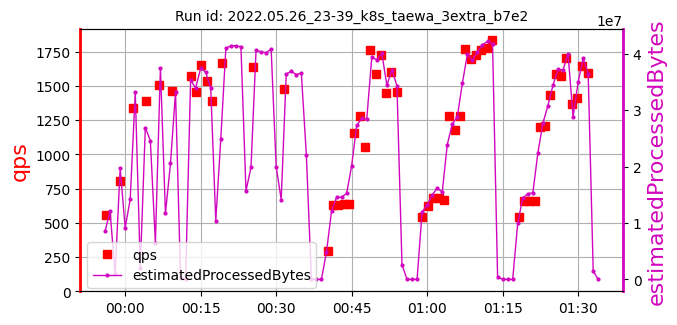 Run id: 2022.05.26_23-39_k8s_taewa_3extra_b7e2
1e7
qps
1750
1500
1250
1000
750
500
250
0
4
3
2
1
0
estimatedProcessedBytes
qps
estimatedProcessedBytes
00:00 00:15 00:30 00:45 01:00 01:15 01:30